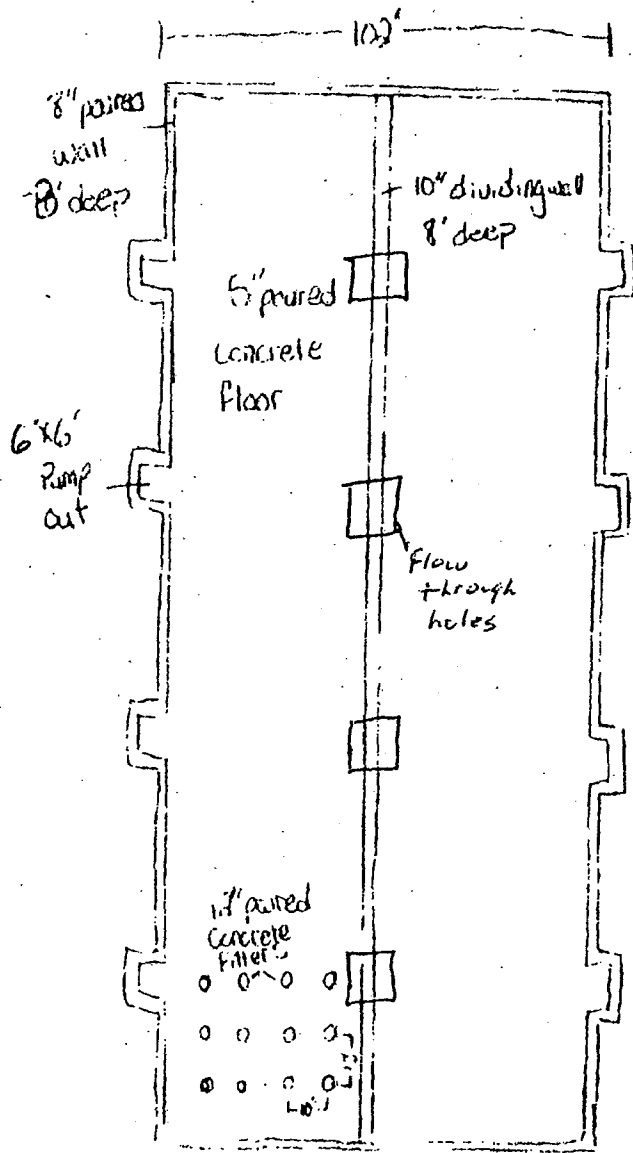 102'
8" poured
wall
8' deep
10" dividing wall
8' deep
5" poured
concrete
floor
6'x6'
Pump
out
flow
through
holes
poured
concrete